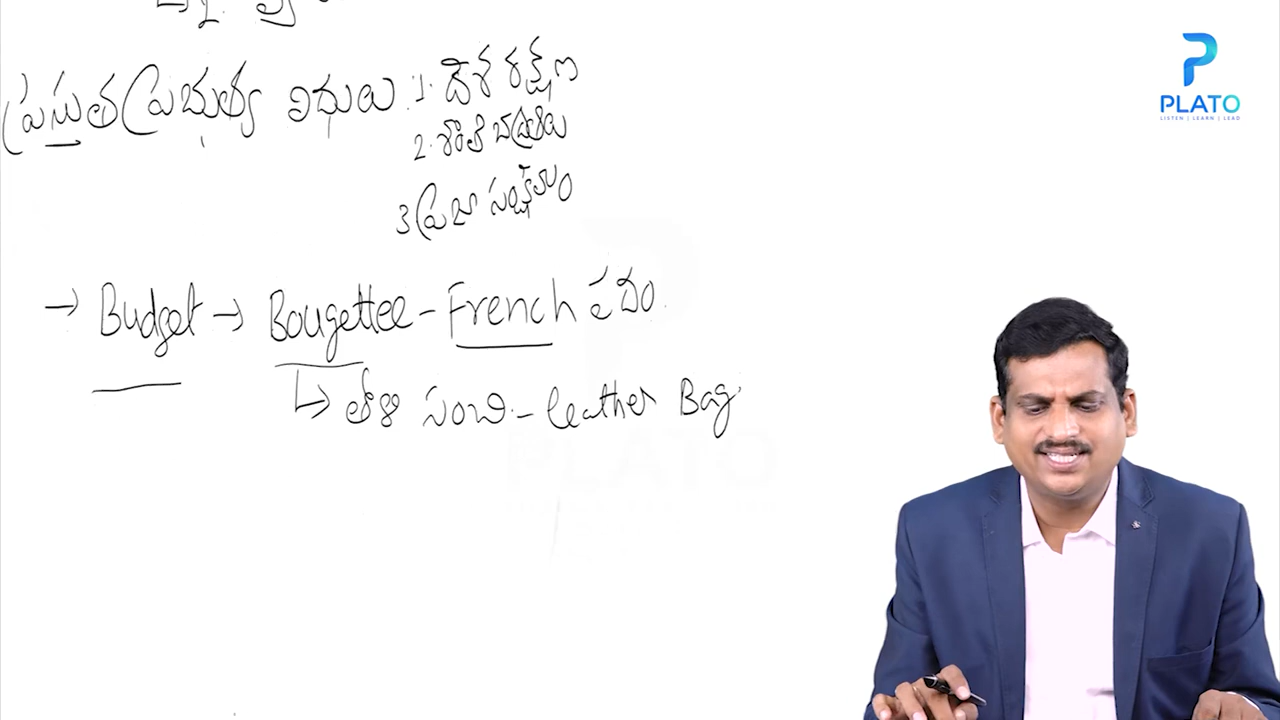 ప్రస్తుత ప్రభుత్వ విధులు : 1. దేశ రక్షణ
2. శాంతి భద్రతలు
3 ప్రజా సంక్షేమం
→ Budget → Bougettee - French పదం.
↳ తోలు సంచి - leather Bag.
P
PLATO
LISTEN | LEARN | LEAD
PLATO